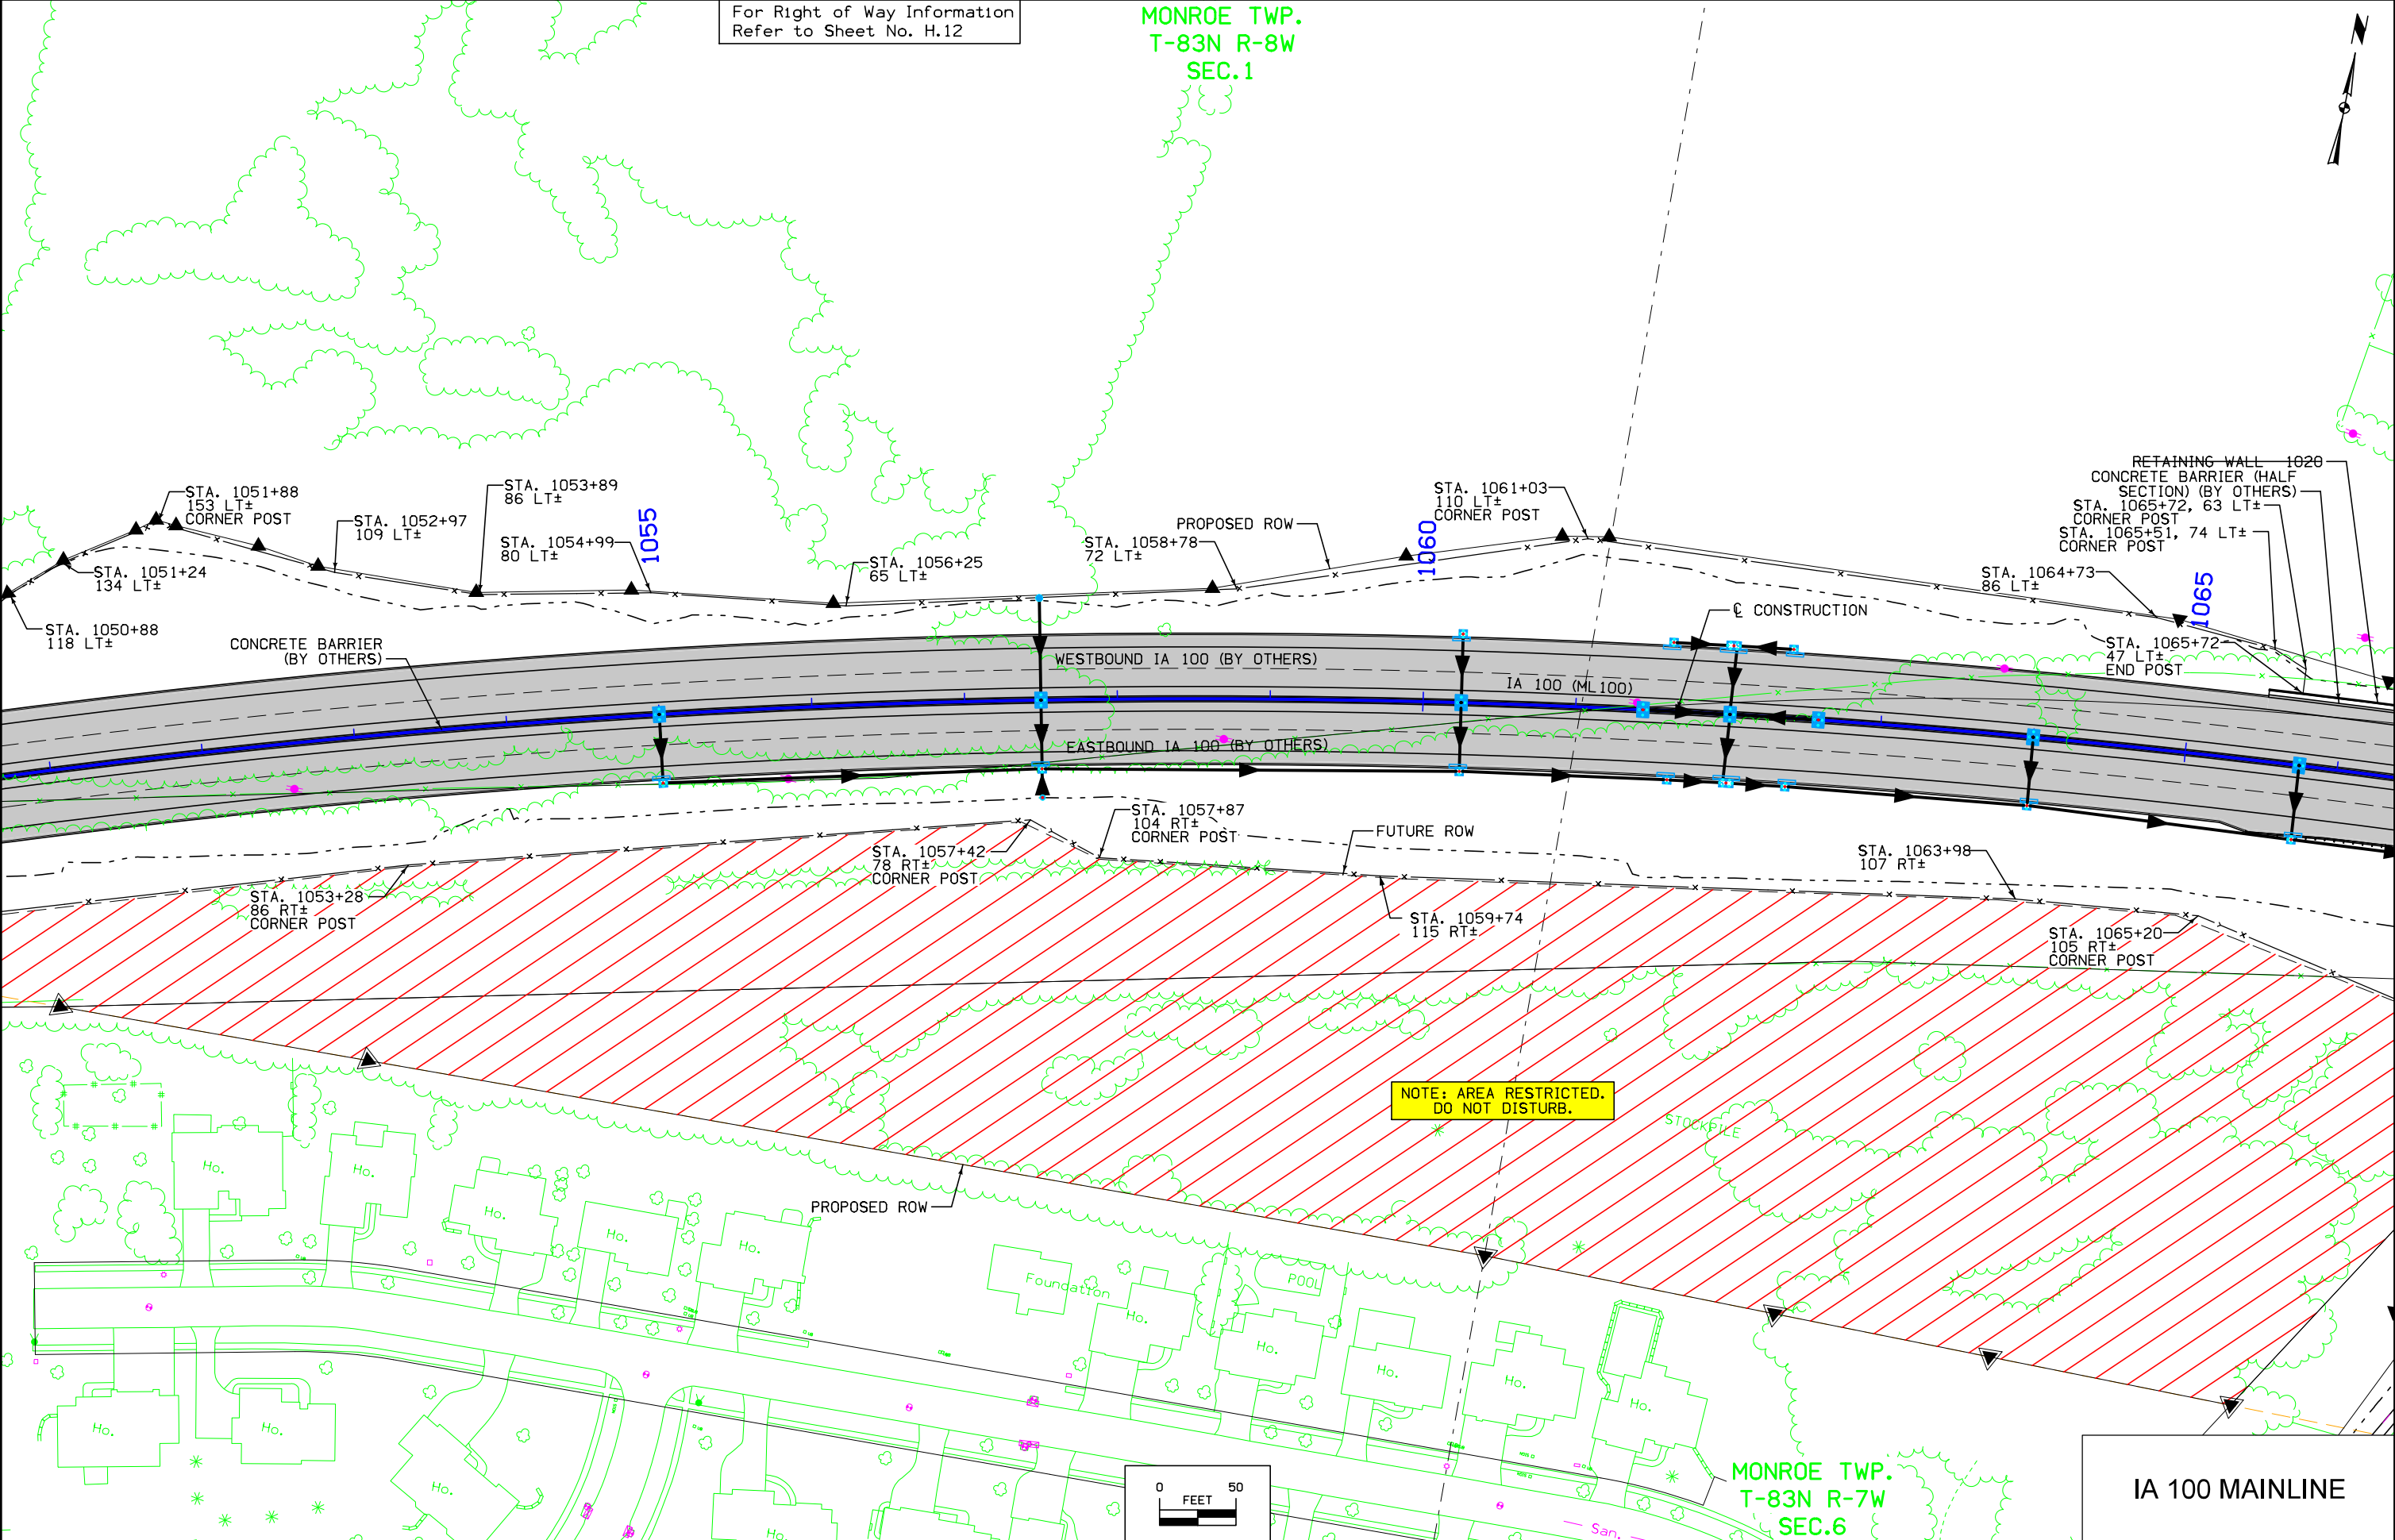 For Right of Way Information
Refer to Sheet No. H.12
MONROE TWP.
T-83N R-8W
SEC.1
N
STA. 1051+88
153 LT±
CORNER POST
STA. 1052+97
109 LT±
STA. 1053+89
86 LT±
STA. 1054+99
80 LT±
1055
STA. 1056+25
65 LT±
STA. 1058+78
72 LT±
PROPOSED ROW
STA. 1061+03
110 LT±
CORNER POST
1060
RETAINING WALL 1020
CONCRETE BARRIER (HALF
SECTION) (BY OTHERS)
STA. 1065+72, 63 LT±
CORNER POST
STA. 1065+51, 74 LT±
CORNER POST
STA. 1064+73
86 LT±
1065
STA. 1051+24
134 LT±
STA. 1050+88
118 LT±
CONCRETE BARRIER
(BY OTHERS)
℄ CONSTRUCTION
STA. 1065+72
47 LT±
END POST
WESTBOUND IA 100 (BY OTHERS)
IA 100 (ML100)
EASTBOUND IA 100 (BY OTHERS)
STA. 1057+87
104 RT±
CORNER POST
FUTURE ROW
STA. 1057+42
78 RT±
CORNER POST
STA. 1063+98
107 RT±
STA. 1053+28
86 RT±
CORNER POST
STA. 1059+74
115 RT±
STA. 1065+20
105 RT±
CORNER POST
NOTE: AREA RESTRICTED.
DO NOT DISTURB.
STOCKPILE
PROPOSED ROW
Ho.
Ho.
Ho.
Ho.
Ho.
Foundation
POOL
Ho.
Ho.
Ho.
Ho.
Ho.
Ho.
Ho.
Ho.
Ho.
0 50
FEET
San.
MONROE TWP.
T-83N R-7W
SEC.6
IA 100 MAINLINE